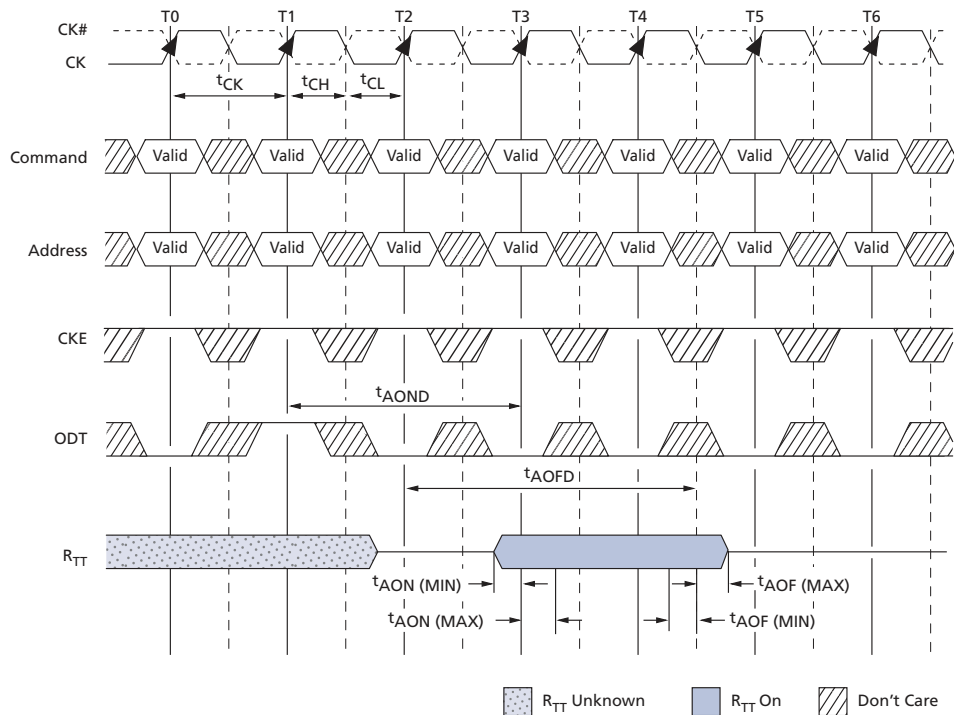 T0 T1 T2 T3 T4 T5 T6
CK#
CK
tCK tCH tCL
Command Valid Valid Valid Valid Valid Valid Valid
Address Valid Valid Valid Valid Valid Valid Valid
CKE
tAOND
ODT
tAOFD
RTT
tAON (MIN) tAOF (MAX)
tAON (MAX) tAOF (MIN)
RTT Unknown RTT On Don't Care